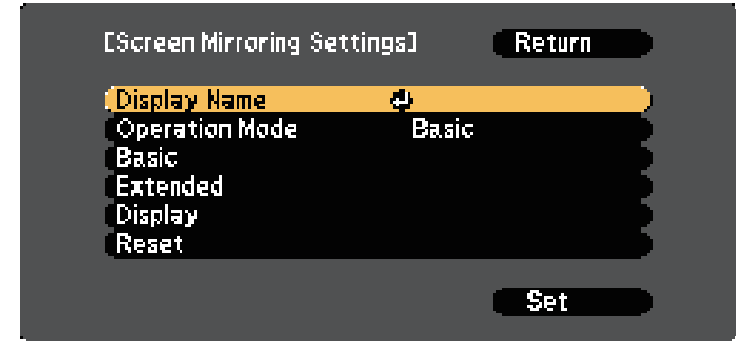 [Screen Mirroring Settings] Return
Display Name
Operation Mode Basic
Basic
Extended
Display
Reset
Set